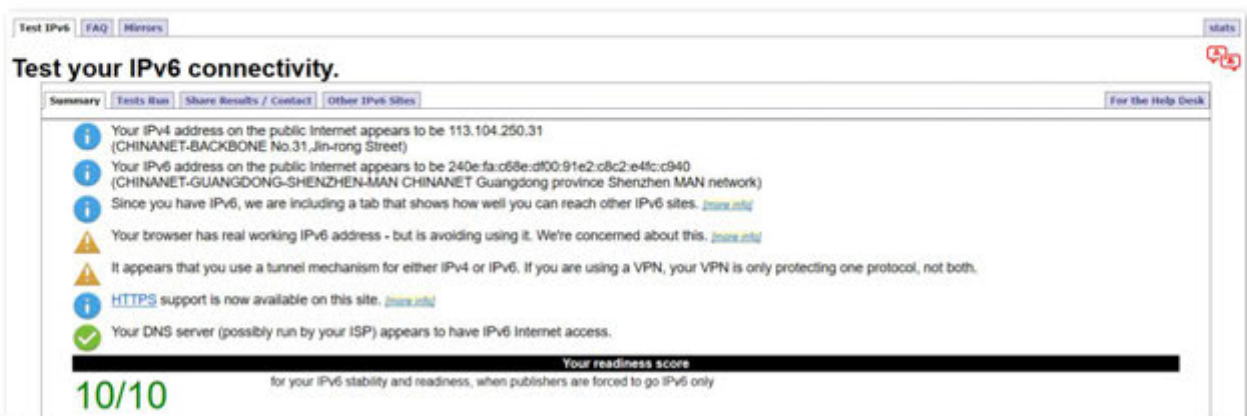 Test IPv6 FAQ Mirrors stats
Test your IPv6 connectivity.
Summary Tests Run Share Results / Contact Other IPv6 Sites For the Help Desk
Your IPv4 address on the public Internet appears to be 113.104.250.31
(CHINANET-BACKBONE No.31,Jin-rong Street)
Your IPv6 address on the public Internet appears to be 240e:fa:c68e:df00:91e2:c8c2:e4fc:c940
(CHINANET-GUANGDONG-SHENZHEN-MAN CHINANET Guangdong province Shenzhen MAN network)
Since you have IPv6, we are including a tab that shows how well you can reach other IPv6 sites. [more info]
Your browser has real working IPv6 address - but is avoiding using it. We're concerned about this. [more info]
It appears that you use a tunnel mechanism for either IPv4 or IPv6. If you are using a VPN, your VPN is only protecting one protocol, not both.
HTTPS support is now available on this site. [more info]
Your DNS server (possibly run by your ISP) appears to have IPv6 Internet access.
Your readiness score
10/10 for your IPv6 stability and readiness, when publishers are forced to go IPv6 only